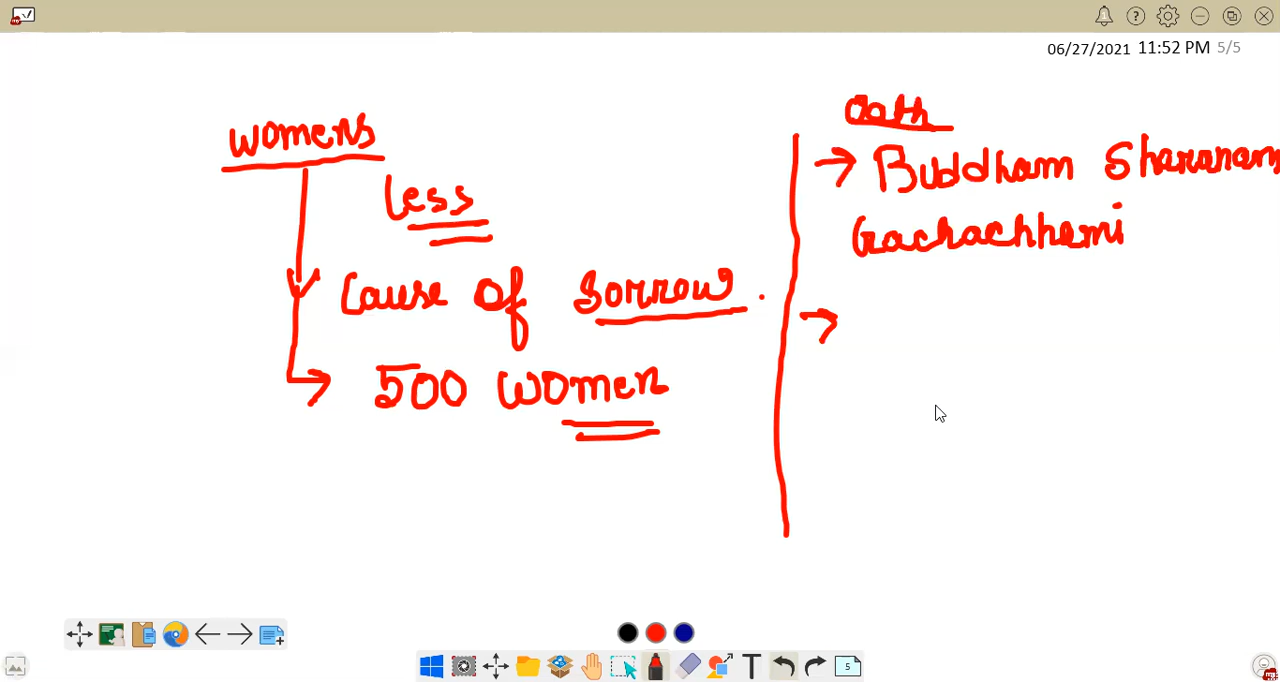 06/27/2021 11:52 PM 5/5
womens
less
Cause of Sorrow.
500 women
Oath
→ Buddham Sharanam
Gachachhami
→
5